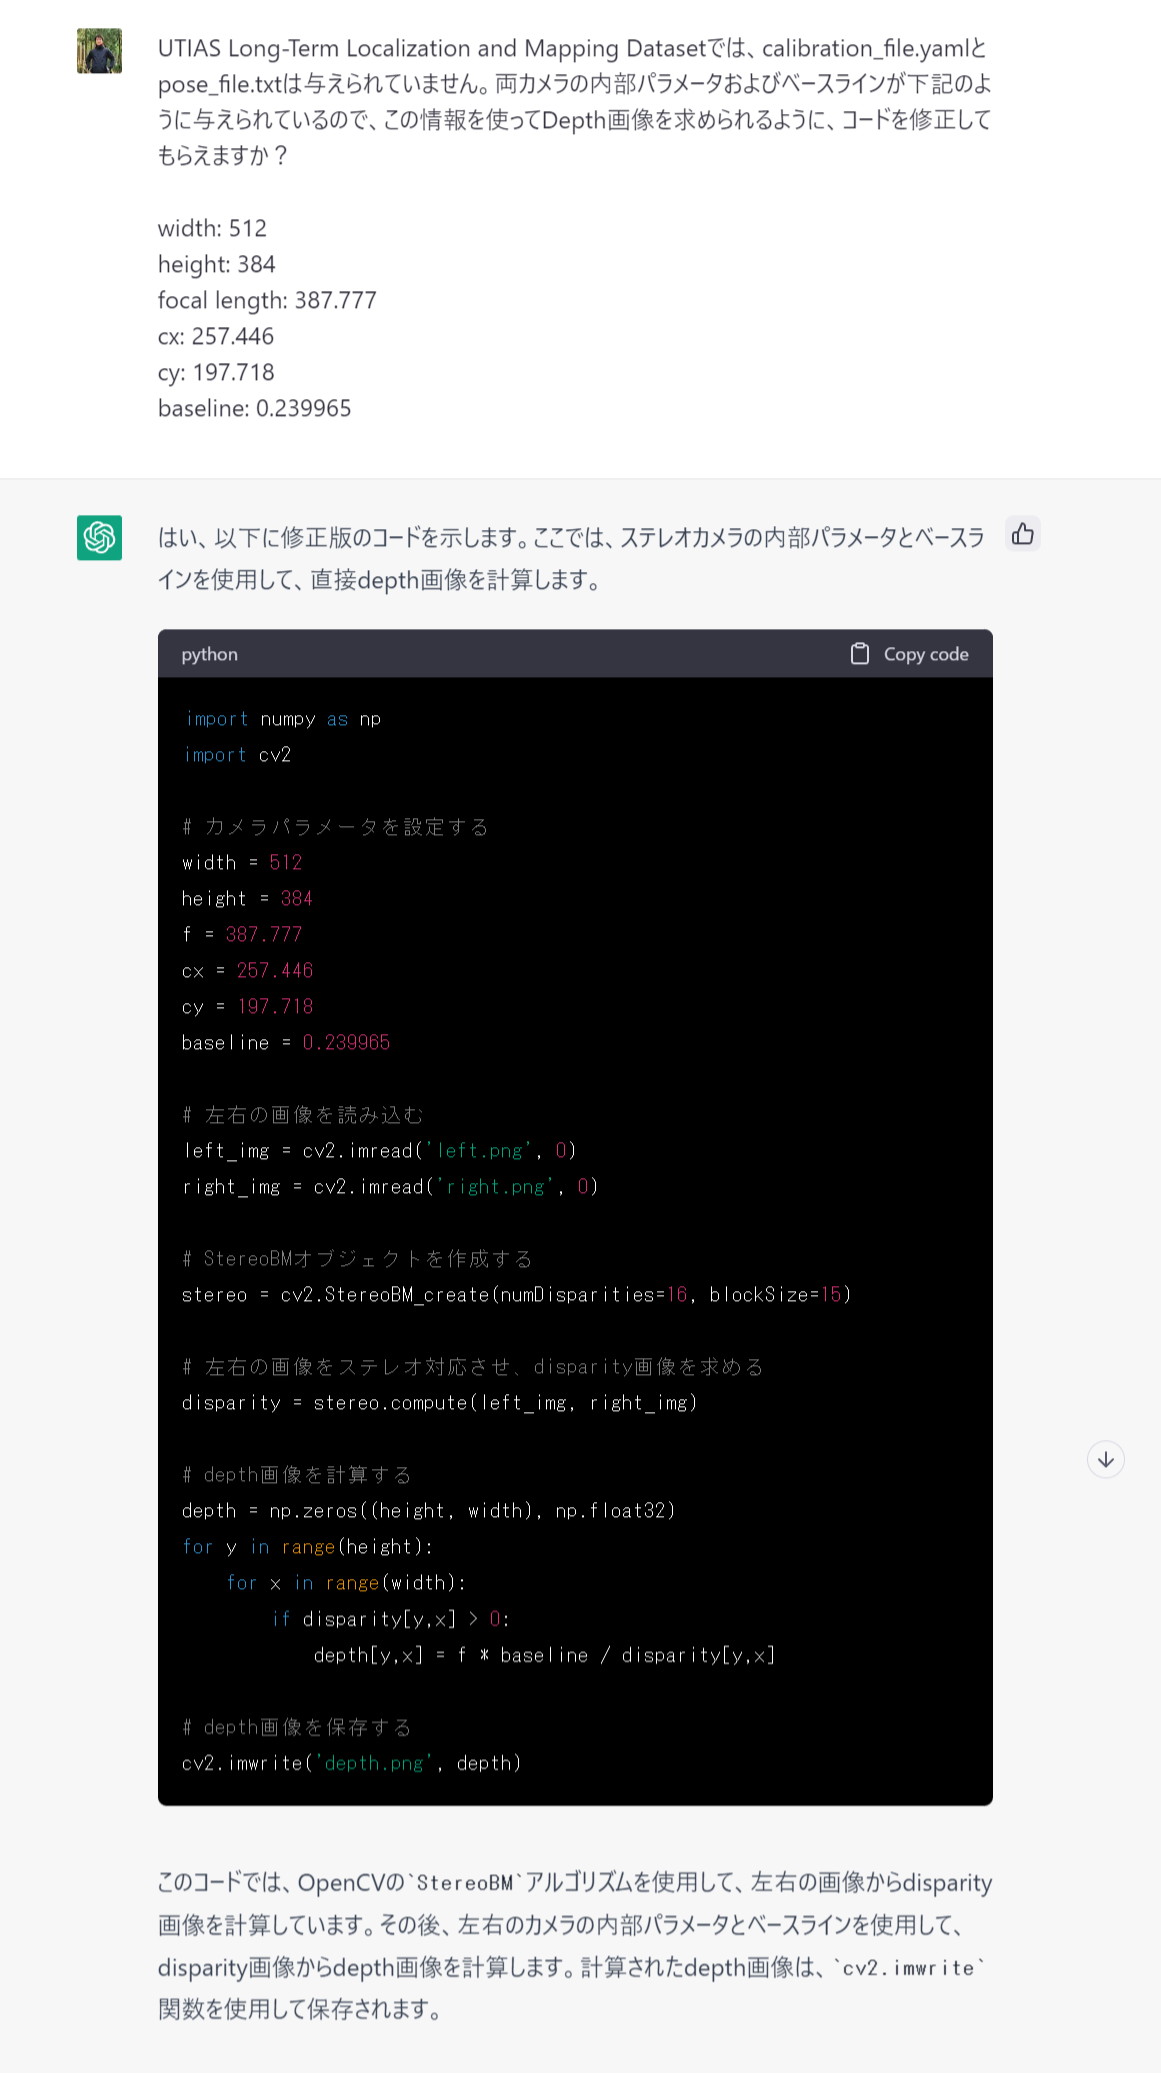 UTIAS Long-Term Localization and Mapping Datasetでは、calibration_file.yamlと
pose_file.txtは与えられていません。両カメラの内部パラメータおよびベースラインが下記のよ
うに与えられているので、この情報を使ってDepth画像を求められるように、コードを修正して
もらえますか？
width: 512
height: 384
focal length: 387.777
cx: 257.446
cy: 197.718
baseline: 0.239965
はい、以下に修正版のコードを示します。ここでは、ステレオカメラの内部パラメータとベースラ
インを使用して、直接depth画像を計算します。
python Copy code
import numpy as np
import cv2
# カメラパラメータを設定する
width = 512
height = 384
f = 387.777
cx = 257.446
cy = 197.718
baseline = 0.239965
# 左右の画像を読み込む
left_img = cv2.imread('left.png', 0)
right_img = cv2.imread('right.png', 0)
# StereoBMオブジェクトを作成する
stereo = cv2.StereoBM_create(numDisparities=16, blockSize=15)
# 左右の画像をステレオ対応させ、disparity画像を求める
disparity = stereo.compute(left_img, right_img)
# depth画像を計算する
depth = np.zeros((height, width), np.float32)
for y in range(height):
    for x in range(width):
        if disparity[y,x] > 0:
            depth[y,x] = f * baseline / disparity[y,x]
# depth画像を保存する
cv2.imwrite('depth.png', depth)
このコードでは、OpenCVの`StereoBM`アルゴリズムを使用して、左右の画像からdisparity
画像を計算しています。その後、左右のカメラの内部パラメータとベースラインを使用して、
disparity画像からdepth画像を計算します。計算されたdepth画像は、`cv2.imwrite`
関数を使用して保存されます。